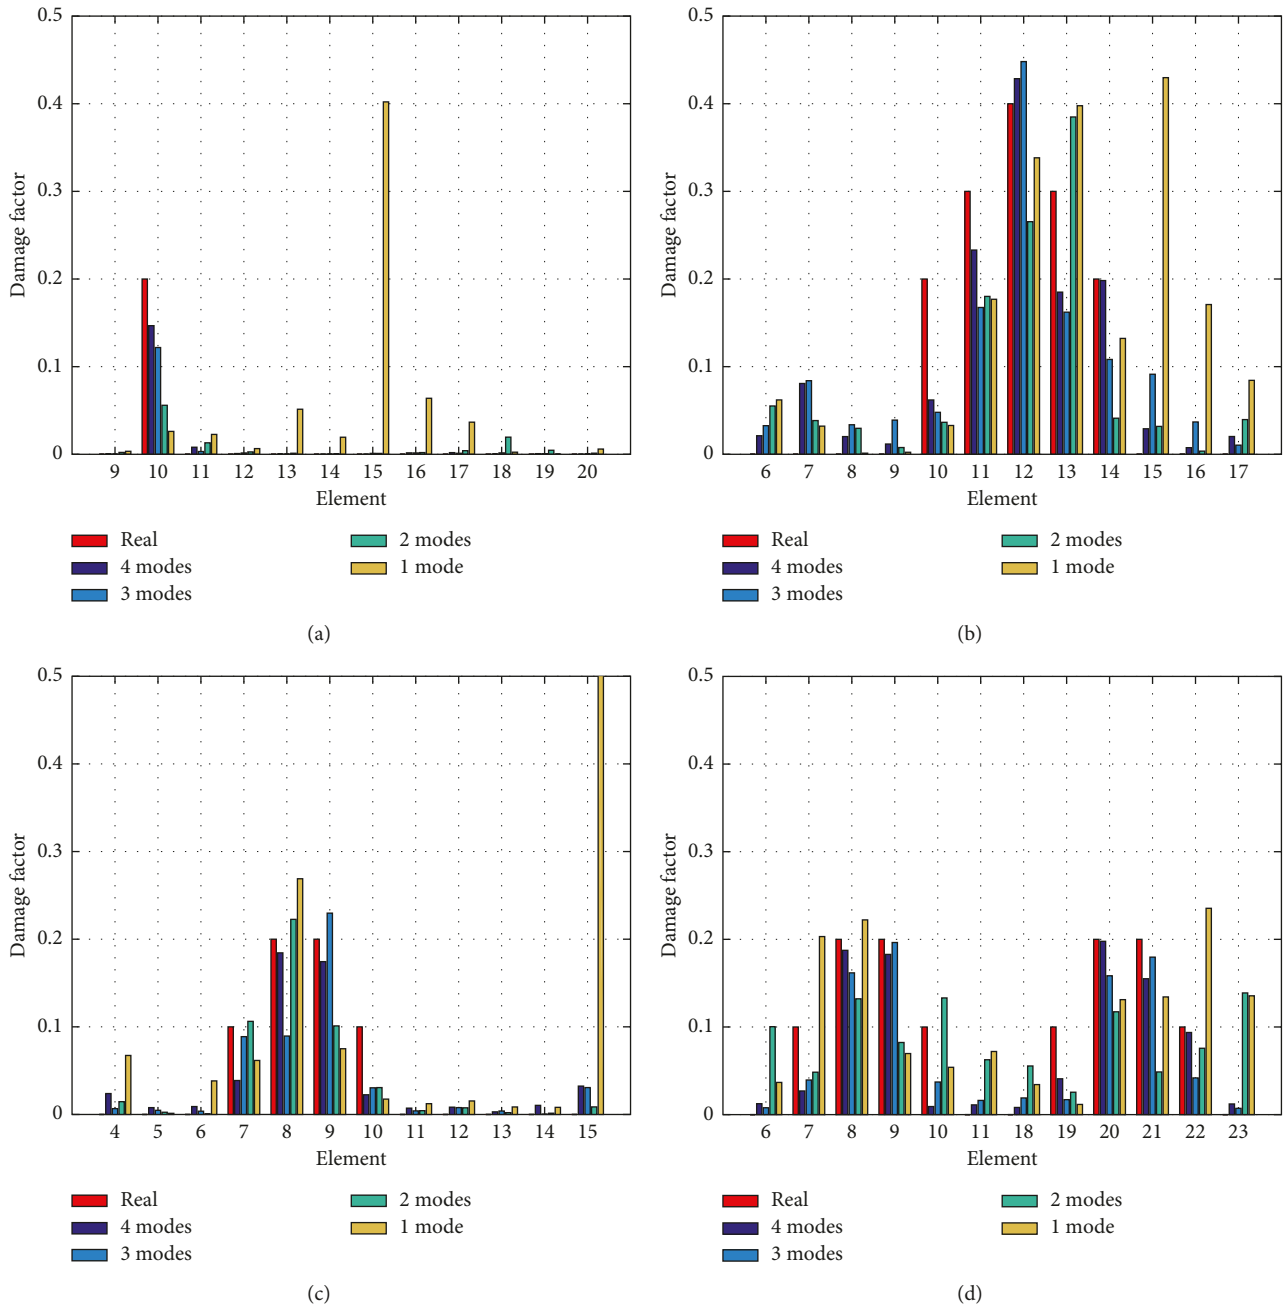 0.5
0.4
0.3
0.2
0.1
0
Damage factor
9 10 11 12 13 14 15 16 17 18 19 20
Element
Real
4 modes
3 modes
2 modes
1 mode
(a)
0.5
0.4
0.3
0.2
0.1
0
Damage factor
6 7 8 9 10 11 12 13 14 15 16 17
Element
Real
4 modes
3 modes
2 modes
1 mode
(b)
0.5
0.4
0.3
0.2
0.1
0
Damage factor
4 5 6 7 8 9 10 11 12 13 14 15
Element
Real
4 modes
3 modes
2 modes
1 mode
(c)
0.5
0.4
0.3
0.2
0.1
0
Damage factor
6 7 8 9 10 11 18 19 20 21 22 23
Element
Real
4 modes
3 modes
2 modes
1 mode
(d)